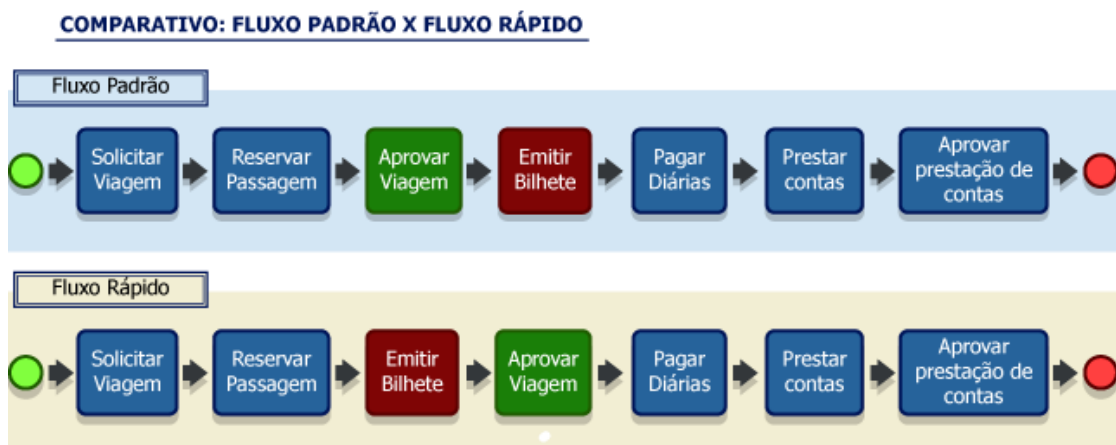 COMPARATIVO: FLUXO PADRÃO X FLUXO RÁPIDO
Fluxo Padrão
Solicitar
Viagem
Reservar
Passagem
Aprovar
Viagem
Emitir
Bilhete
Pagar
Diárias
Prestar
contas
Aprovar
prestação de
contas
Fluxo Rápido
Solicitar
Viagem
Reservar
Passagem
Emitir
Bilhete
Aprovar
Viagem
Pagar
Diárias
Prestar
contas
Aprovar
prestação de
contas